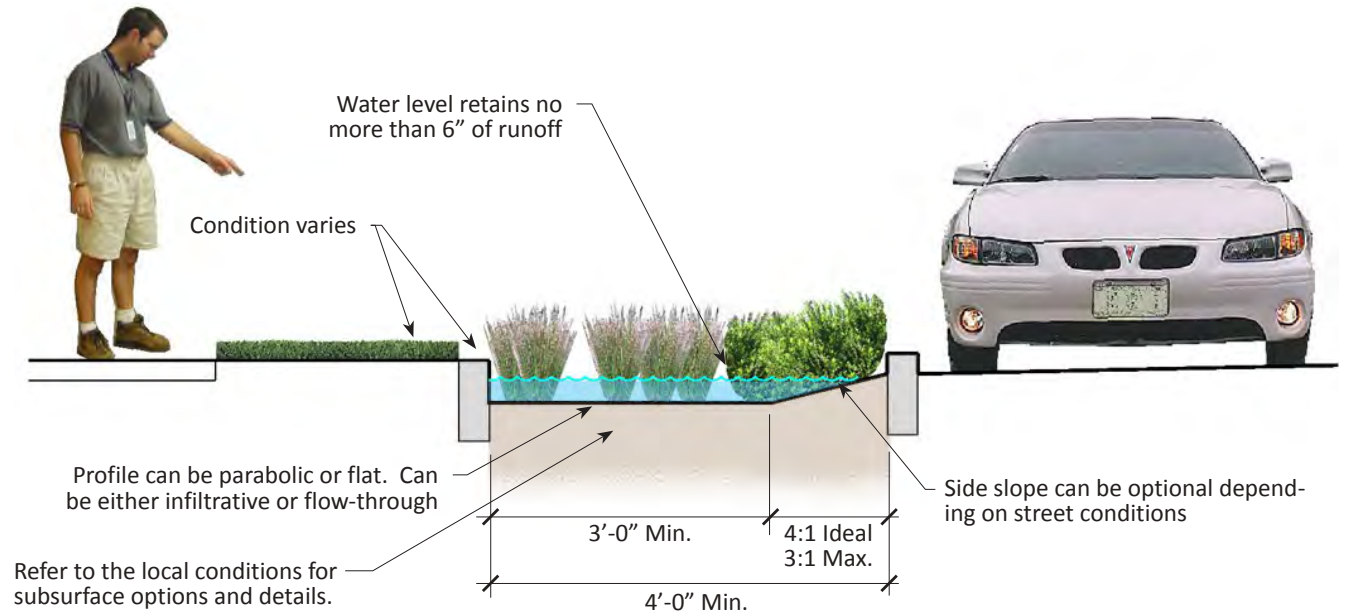 Water level retains no
more than 6” of runoff
Condition varies
Profile can be parabolic or flat.  Can
be either infiltrative or flow-through
Side slope can be optional depend-
ing on street conditions
3’-0” Min.
4:1 Ideal
3:1 Max.
Refer to the local conditions for
subsurface options and details.
4’-0” Min.